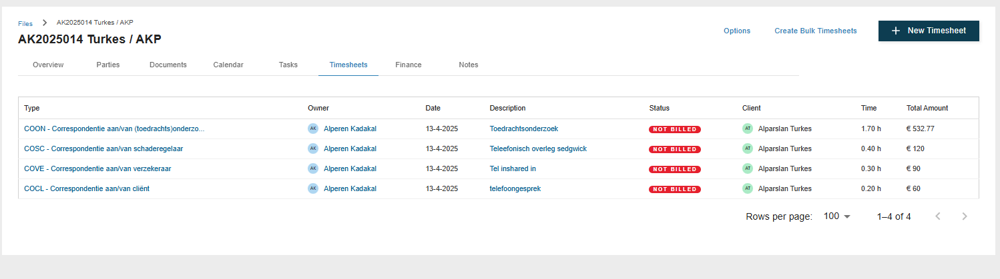 Files > AK2025014 Turkes / AKP
AK2025014 Turkes / AKP
Options Create Bulk Timesheets + New Timesheet
Overview Parties Documents Calendar Tasks Timesheets Finance Notes
Type Owner Date Description Status Client Time Total Amount
COON - Correspondentie aan/van (toedrachts)onderzo... AK Alperen Kadakal 13-4-2025 Toedrachtsonderzoek NOT BILLED AT Alparslan Turkes 1.70 h € 532.77
COSC - Correspondentie aan/van schaderegelaar AK Alperen Kadakal 13-4-2025 Teleefonisch overleg sedgwick NOT BILLED AT Alparslan Turkes 0.40 h € 120
COVE - Correspondentie aan/van verzekeraar AK Alperen Kadakal 13-4-2025 Tel inshared in NOT BILLED AT Alparslan Turkes 0.30 h € 90
COCL - Correspondentie aan/van cliënt AK Alperen Kadakal 13-4-2025 telefoongesprek NOT BILLED AT Alparslan Turkes 0.20 h € 60
Rows per page: 100 1–4 of 4